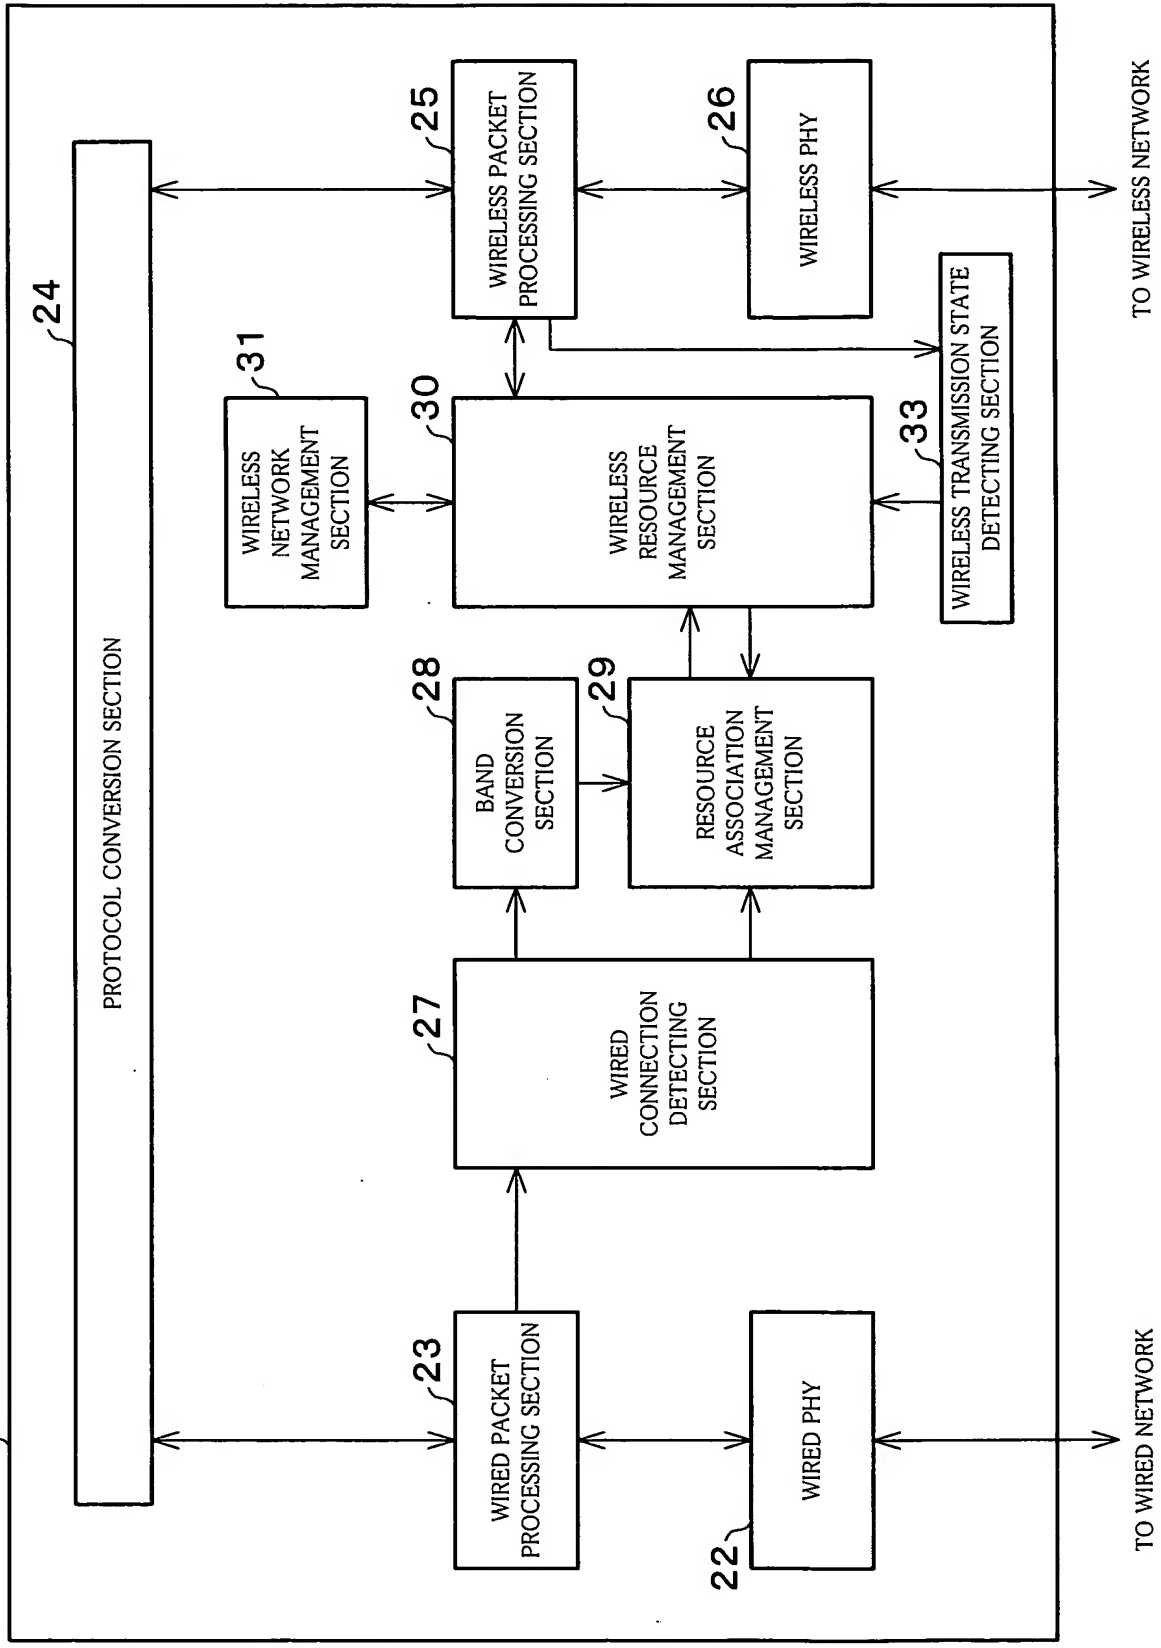 24
PROTOCOL CONVERSION SECTION
31
WIRELESS
NETWORK
MANAGEMENT
SECTION
23
WIRED PACKET
PROCESSING SECTION
27
WIRED
CONNECTION
DETECTING
SECTION
28
BAND
CONVERSION
SECTION
30
WIRELESS
RESOURCE
MANAGEMENT
SECTION
25
WIRELESS PACKET
PROCESSING SECTION
29
RESOURCE
ASSOCIATION
MANAGEMENT
SECTION
22
WIRED PHY
26
WIRELESS PHY
33
WIRELESS TRANSMISSION STATE
DETECTING SECTION
TO WIRED NETWORK
TO WIRELESS NETWORK